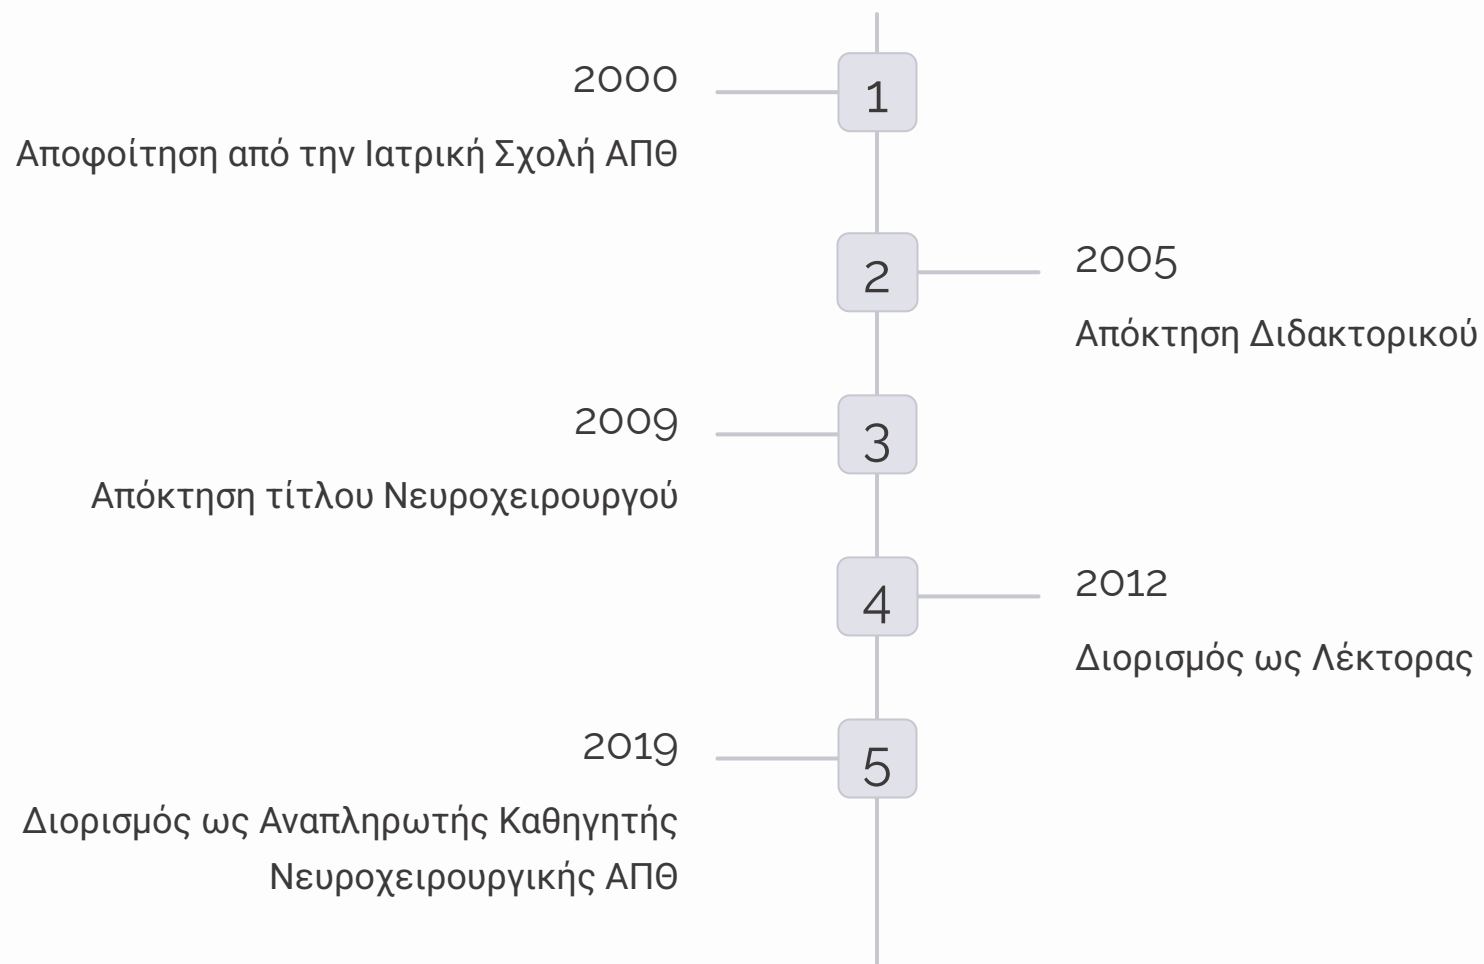 2000
1
Αποφοίτηση από την Ιατρική Σχολή ΑΠΘ
2
2005
Απόκτηση Διδακτορικού
2009
3
Απόκτηση τίτλου Νευροχειρουργού
4
2012
Διορισμός ως Λέκτορας
2019
5
Διορισμός ως Αναπληρωτής Καθηγητής
Νευροχειρουργικής ΑΠΘ